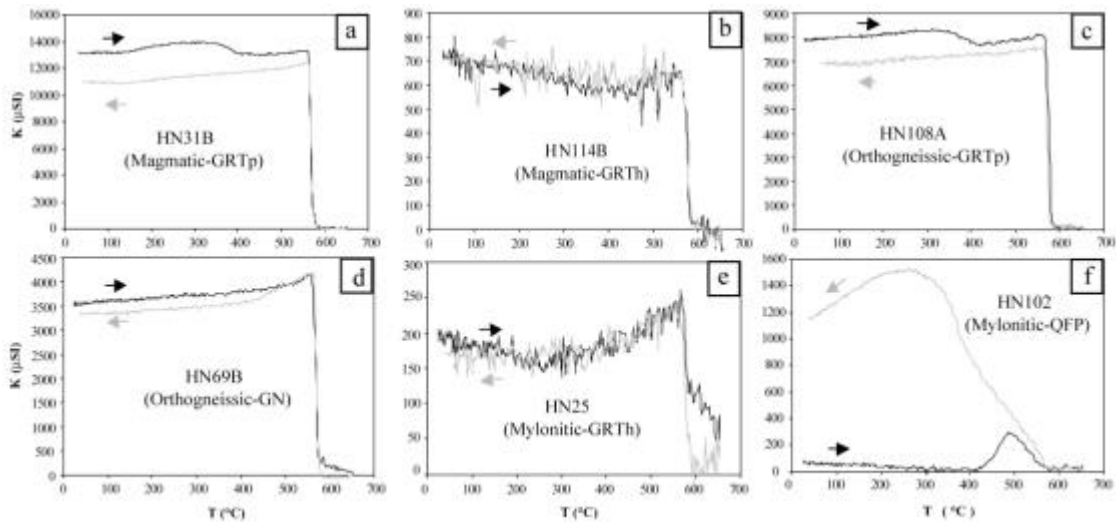 a
K (µSI)
16000
14000
12000
10000
8000
6000
4000
2000
0
0 100 200 300 400 500 600 700
HN31B
(Magmatic-GRTp)
b
900
800
700
600
500
400
300
200
100
0
0 100 200 300 400 500 600 700
HN114B
(Magmatic-GRTh)
c
9000
8000
7000
6000
5000
4000
3000
2000
1000
0
0 100 200 300 400 500 600 700
HN108A
(Orthogneissic-GRTp)
d
K (µSI)
4500
4000
3500
3000
2500
2000
1500
1000
500
0
0 100 200 300 400 500 600 700
HN69B
(Orthogneissic-GN)
T (°C)
e
300
250
200
150
100
50
0
0 100 200 300 400 500 600 700
HN25
(Mylonitic-GRTh)
T (°C)
f
1600
1400
1200
1000
800
600
400
200
0
0 100 200 300 400 500 600 700
HN102
(Mylonitic-QFP)
T ( °C )